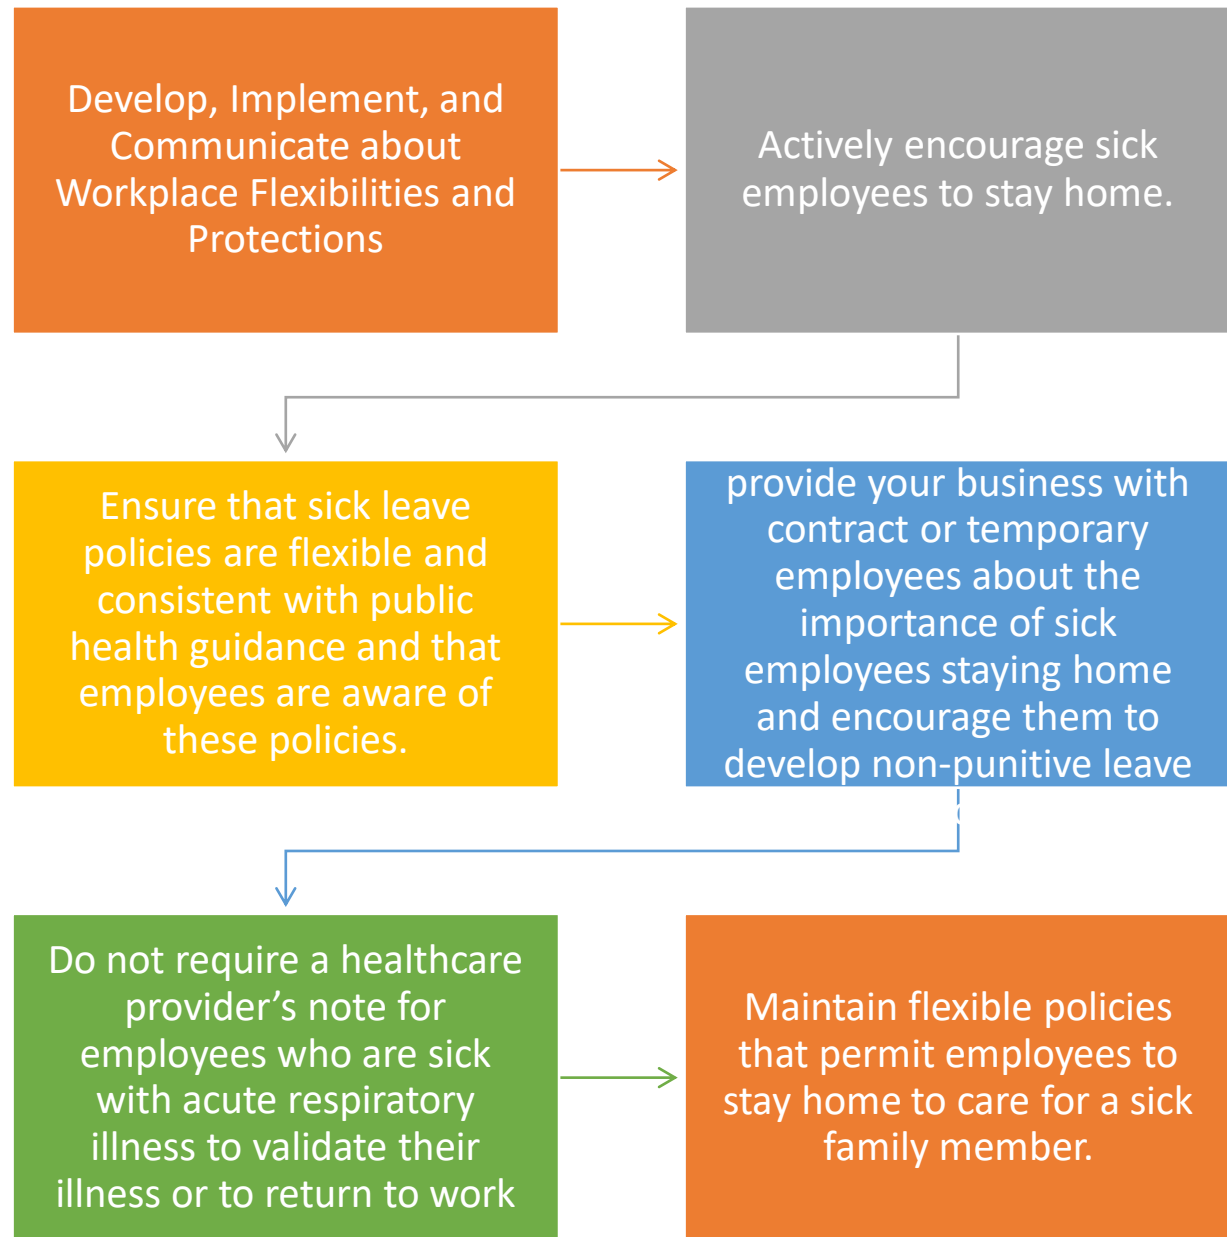 Develop, Implement, and
Communicate about
Workplace Flexibilities and
Protections
Actively encourage sick
employees to stay home.
Ensure that sick leave
policies are flexible and
consistent with public
health guidance and that
employees are aware of
these policies.
provide your business with
contract or temporary
employees about the
importance of sick
employees staying home
and encourage them to
develop non-punitive leave
Do not require a healthcare
provider’s note for
employees who are sick
with acute respiratory
illness to validate their
illness or to return to work
Maintain flexible policies
that permit employees to
stay home to care for a sick
family member.